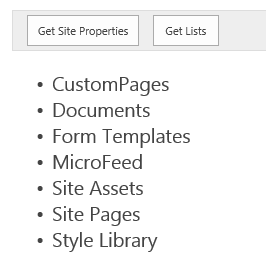 Get Site Properties Get Lists
• CustomPages
• Documents
• Form Templates
• MicroFeed
• Site Assets
• Site Pages
• Style Library